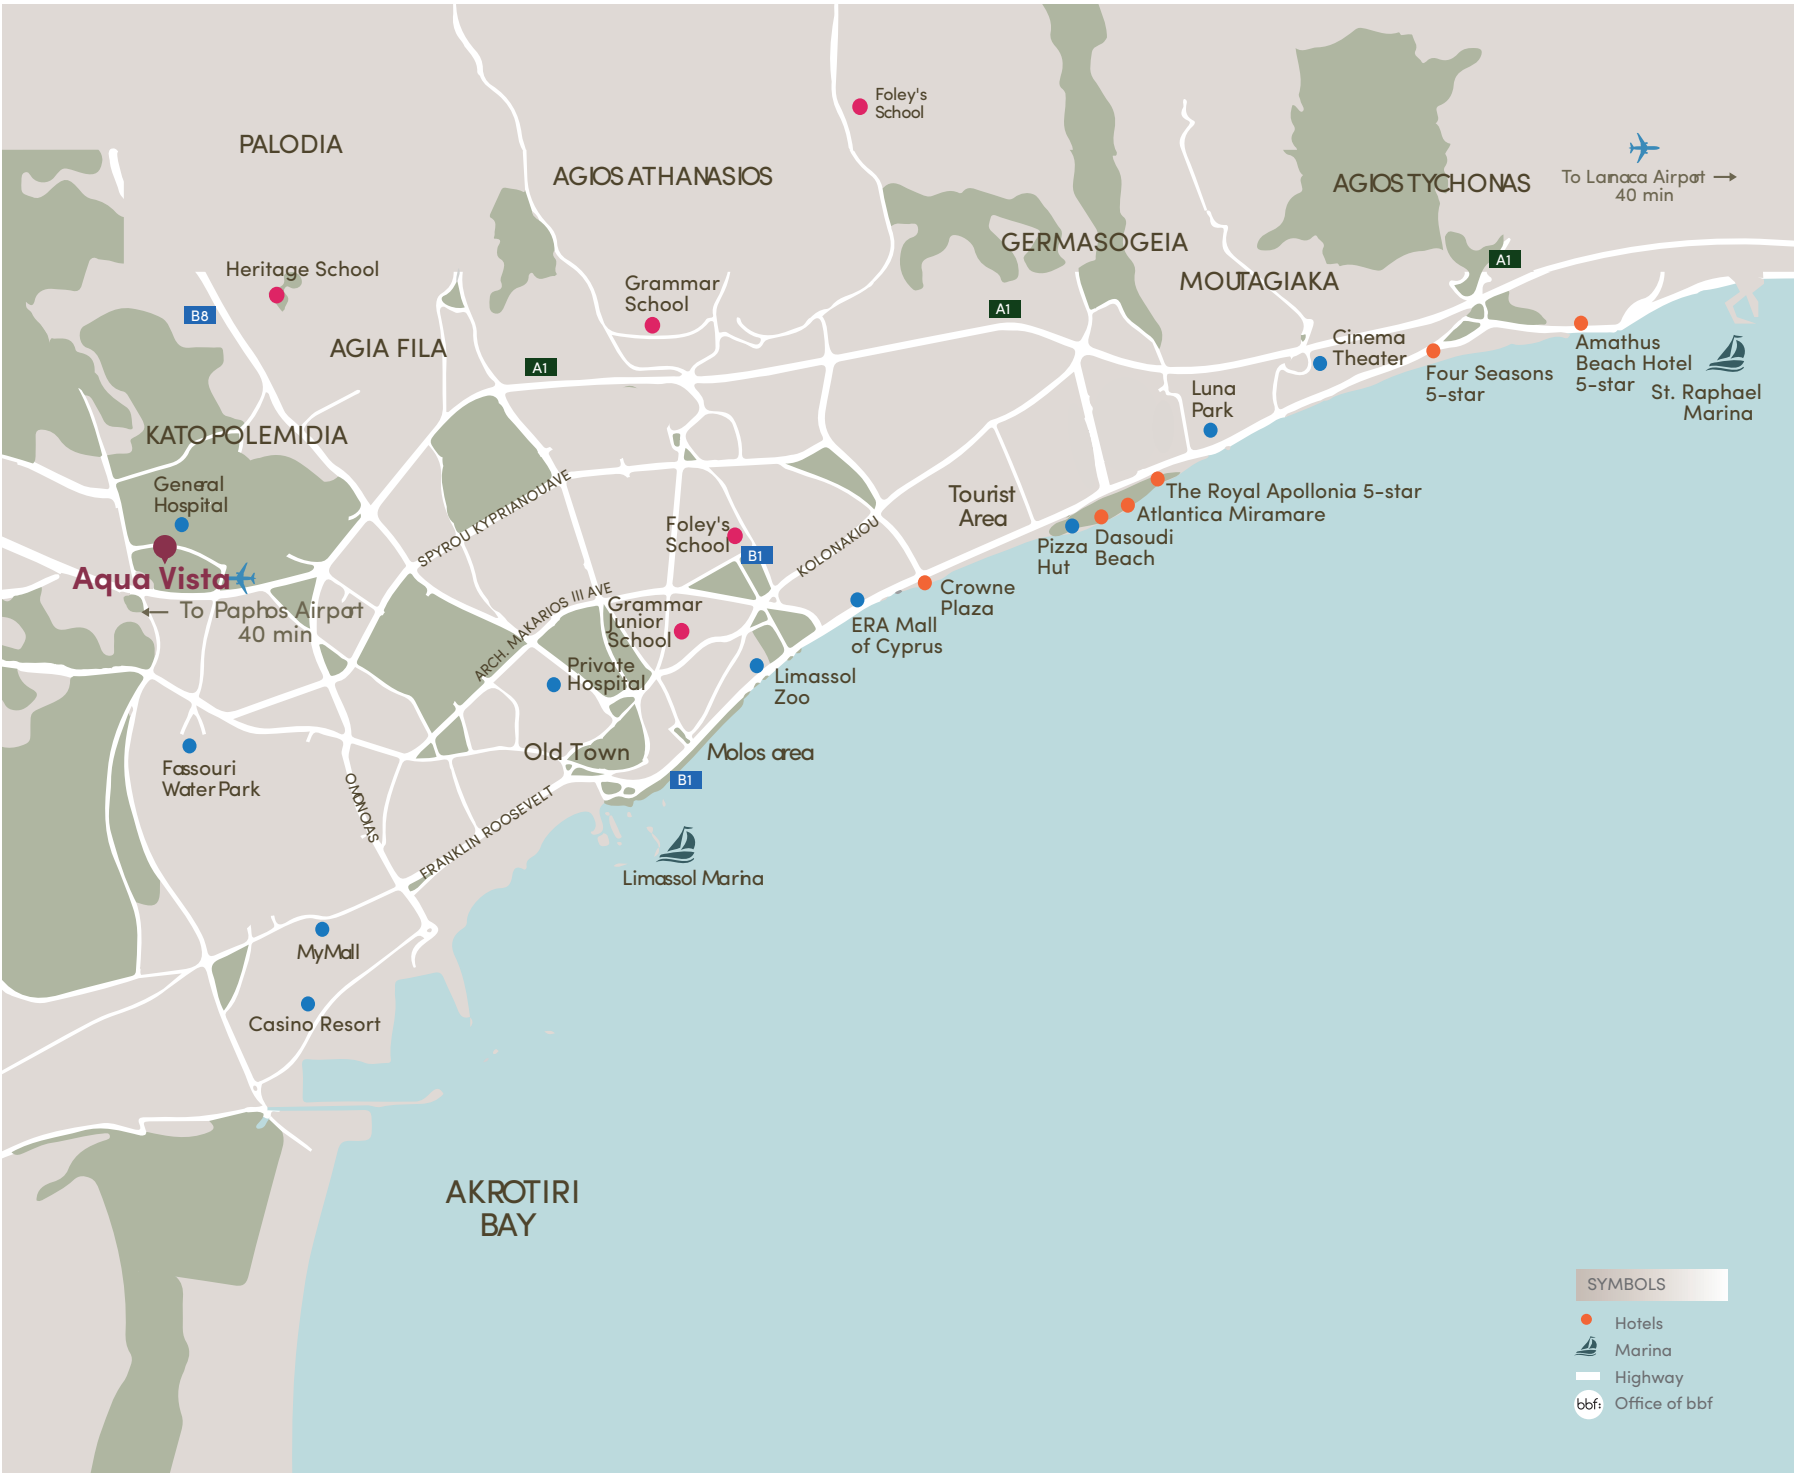 Foley's
School
PALODIA
AGIOS ATHANASIOS
AGIOS TYCHONAS
To Larnaca Airport
40 min
GERMASOGEIA
MOUTAGIAKA
A1
Heritage School
Grammar
School
B8
A1
AGIA FILA
A1
Cinema
Theater
Amathus
Beach Hotel
5-star
Four Seasons
5-star
St. Raphael
Marina
Luna
Park
KATO POLEMIDIA
General
Hospital
SPYROU KYPRIANOU AVE
Tourist
Area
The Royal Apollonia 5-star
Atlantica Miramare
Dasoudi
Beach
Pizza
Hut
Foley's
School
B1
KOLONAKIOU
Aqua Vista
To Paphos Airport
40 min
ARCH. MAKARIOS III AVE
Grammar
Junior
School
Crowne
Plaza
ERA Mall
of Cyprus
Private
Hospital
Limassol
Zoo
Old Town
Molos area
B1
Fassouri
Water Park
OMONOIAS
FRANKLIN ROOSEVELT
Limassol Marina
My Mall
Casino Resort
AKROTIRI
BAY
SYMBOLS
Hotels
Marina
Highway
bbf:
Office of bbf